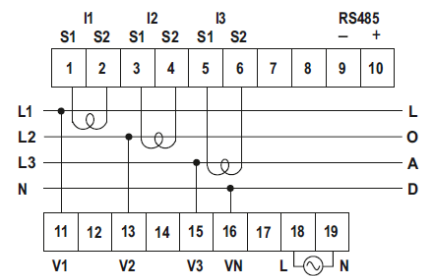 I1 I2 I3 RS485
S1 S2 S1 S2 S1 S2 – +
1 2 3 4 5 6 7 8 9 10
L1 L
L2 O
L3 A
N D
11 12 13 14 15 16 17 18 19
V1 V2 V3 VN L N